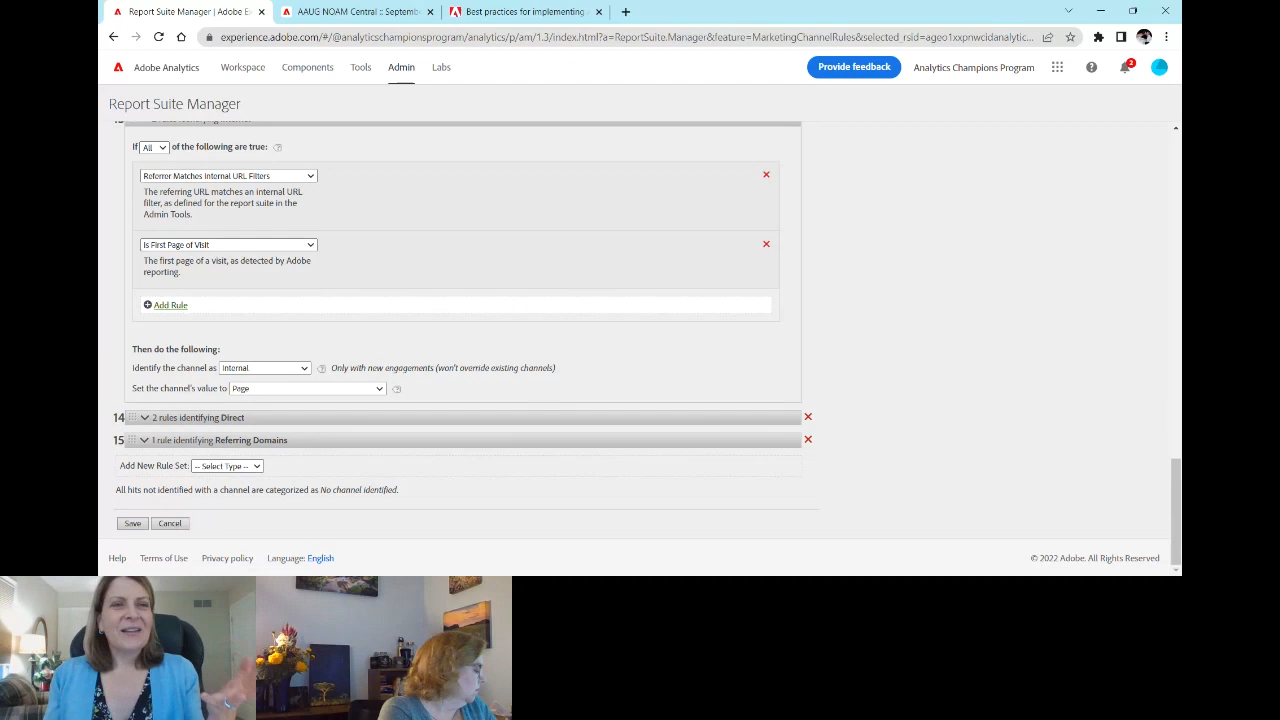 Report Suite Manager | Adobe Ex
AAUG NOAM Central :: Septemb
Best practices for implementing
experience.adobe.com/#/@analyticschampionsprogram/analytics/p/am/1.3/index.html?a=ReportSuite.Manager&feature=MarketingChannelRules&selected_rsid=ageo1xxpnwcidanalytic...
Adobe Analytics
Workspace
Components
Tools
Admin
Labs
Provide feedback
Analytics Champions Program
2
Report Suite Manager
If All of the following are true:
Referrer Matches Internal URL Filters
The referring URL matches an internal URL
filter, as defined for the report suite in the
Admin Tools.
Is First Page of Visit
The first page of a visit, as detected by Adobe
reporting.
Add Rule
Then do the following:
Identify the channel as Internal Only with new engagements (won't override existing channels)
Set the channel's value to Page
14 2 rules identifying Direct
15 1 rule identifying Referring Domains
Add New Rule Set: -- Select Type --
All hits not identified with a channel are categorized as No channel identified.
Save Cancel
Help Terms of Use Privacy policy Language: English
© 2022 Adobe. All Rights Reserved